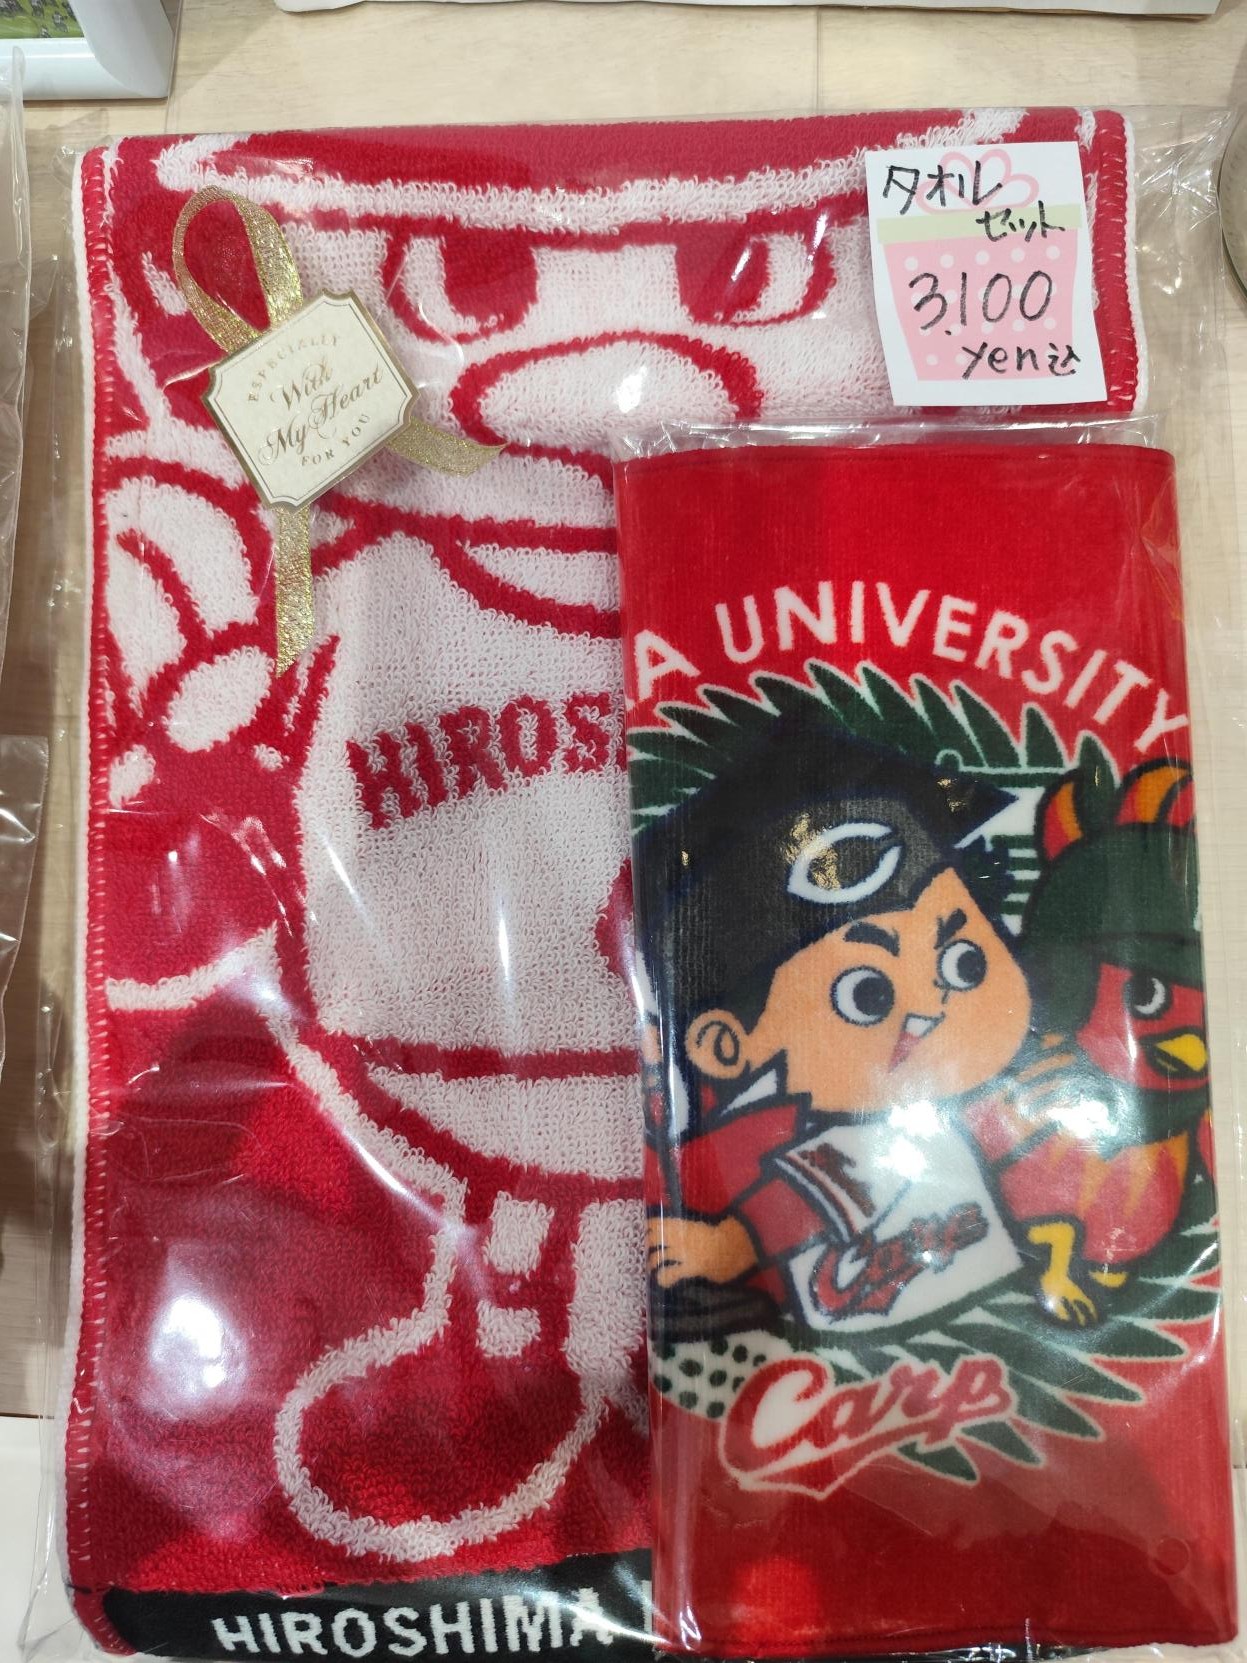 タオル
セット
3,100
yen込
ESPECIALLY
With
My Heart
FOR YOU
A UNIVERSITY
HIROS
C
Carp
Carp
HIROSHIMA